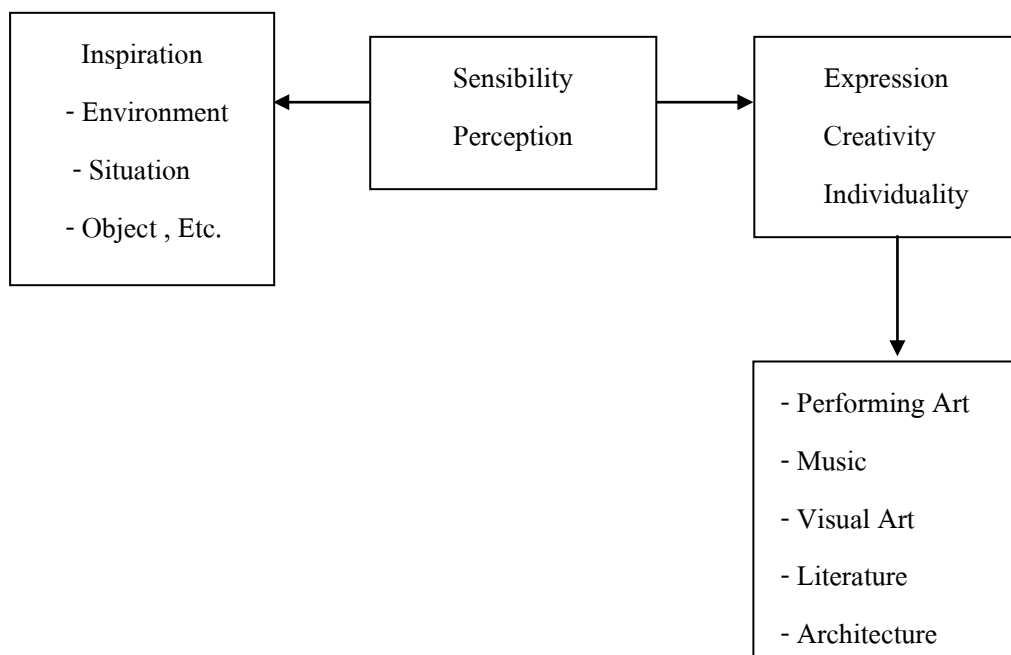 Inspiration
- Environment
- Situation
- Object , Etc.
Sensibility
Perception
Expression
Creativity
Individuality
- Performing Art
- Music
- Visual Art
- Literature
- Architecture